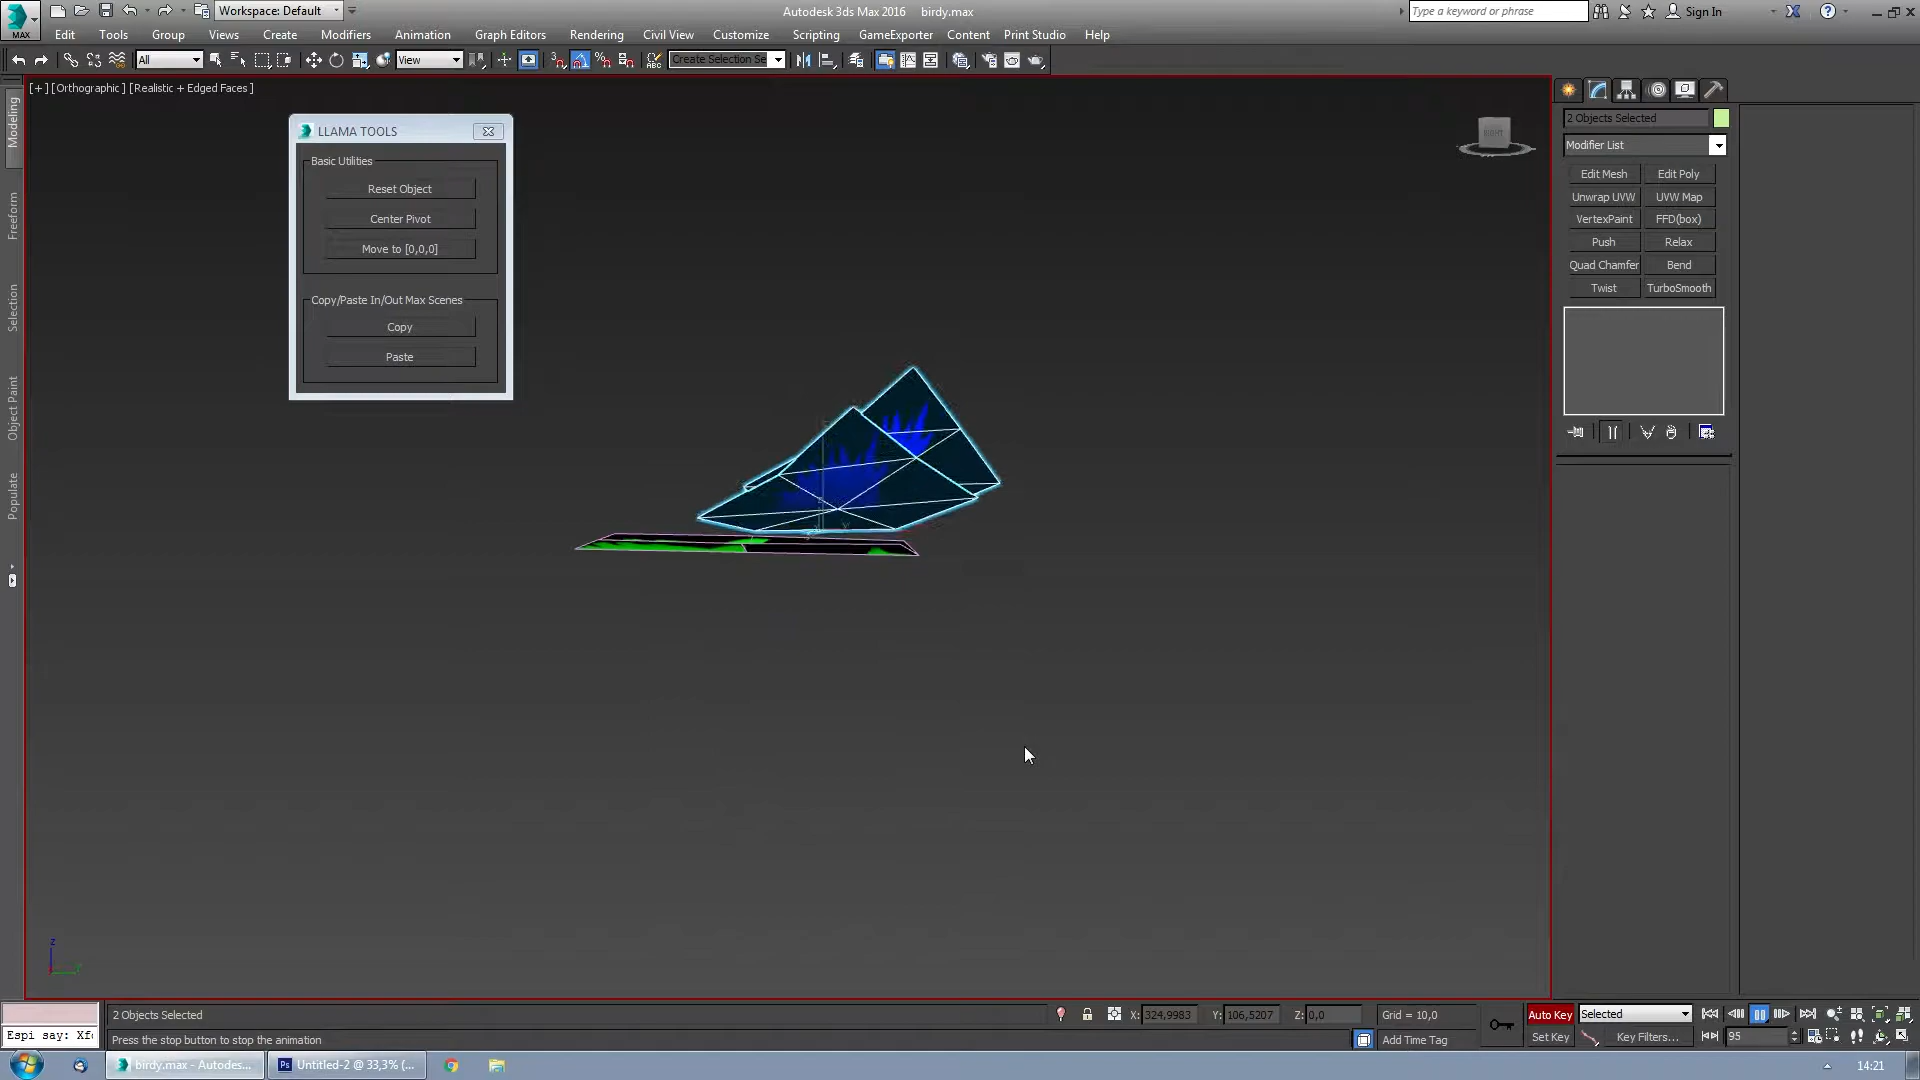 Workspace: Default
Autodesk 3ds Max 2016 birdy.max
Type a keyword or phrase
Sign In
MAX
Edit Tools Group Views Create Modifiers Animation Graph Editors Rendering Civil View Customize Scripting GameExporter Content Print Studio Help
All
View
Create Selection Se
[+] [Orthographic] [Realistic + Edged Faces]
Modeling
Freeform
Selection
Object Paint
Populate
LLAMA TOOLS
Basic Utilities
Reset Object
Center Pivot
Move to [0,0,0]
Copy/Paste In/Out Max Scenes
Copy
Paste
RIGHT
2 Objects Selected
Modifier List
Edit Mesh Edit Poly
Unwrap UVW UVW Map
VertexPaint FFD(box)
Push Relax
Quad Chamfer Bend
Twist TurboSmooth
2 Objects Selected
X: 324,9983 Y: 106,5207 Z: 0,0
Grid = 10,0
Auto Key Selected
Espi say: Xf
Press the stop button to stop the animation
Add Time Tag
Set Key Key Filters...
95
birdy.max - Autodes...
Ps Untitled-2 @ 33,3% (...
14:21